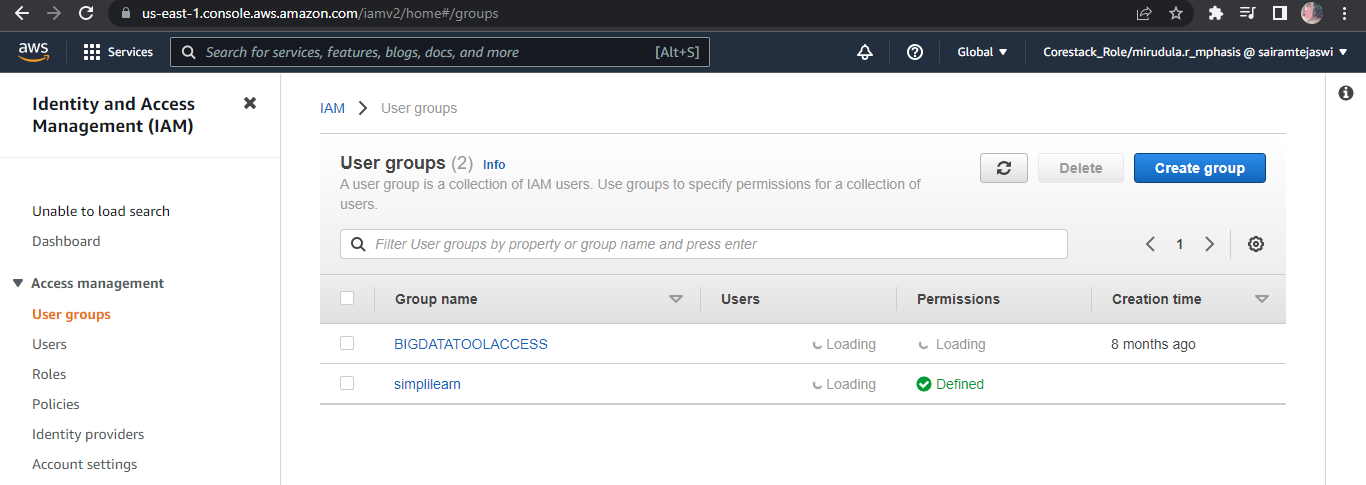 us-east-1.console.aws.amazon.com/iamv2/home#/groups
aws Services Search for services, features, blogs, docs, and more [Alt+S] Global Corestack_Role/mirudula.r_mphasis @ sairamtejaswi
Identity and Access
Management (IAM)
Unable to load search
Dashboard
Access management
User groups
Users
Roles
Policies
Identity providers
Account settings
IAM User groups
User groups (2) Info
A user group is a collection of IAM users. Use groups to specify permissions for a collection of
users.
Delete Create group
Filter User groups by property or group name and press enter 1
Group name Users Permissions Creation time
BIGDATATOOLACCESS Loading Loading 8 months ago
simplilearn Loading Defined